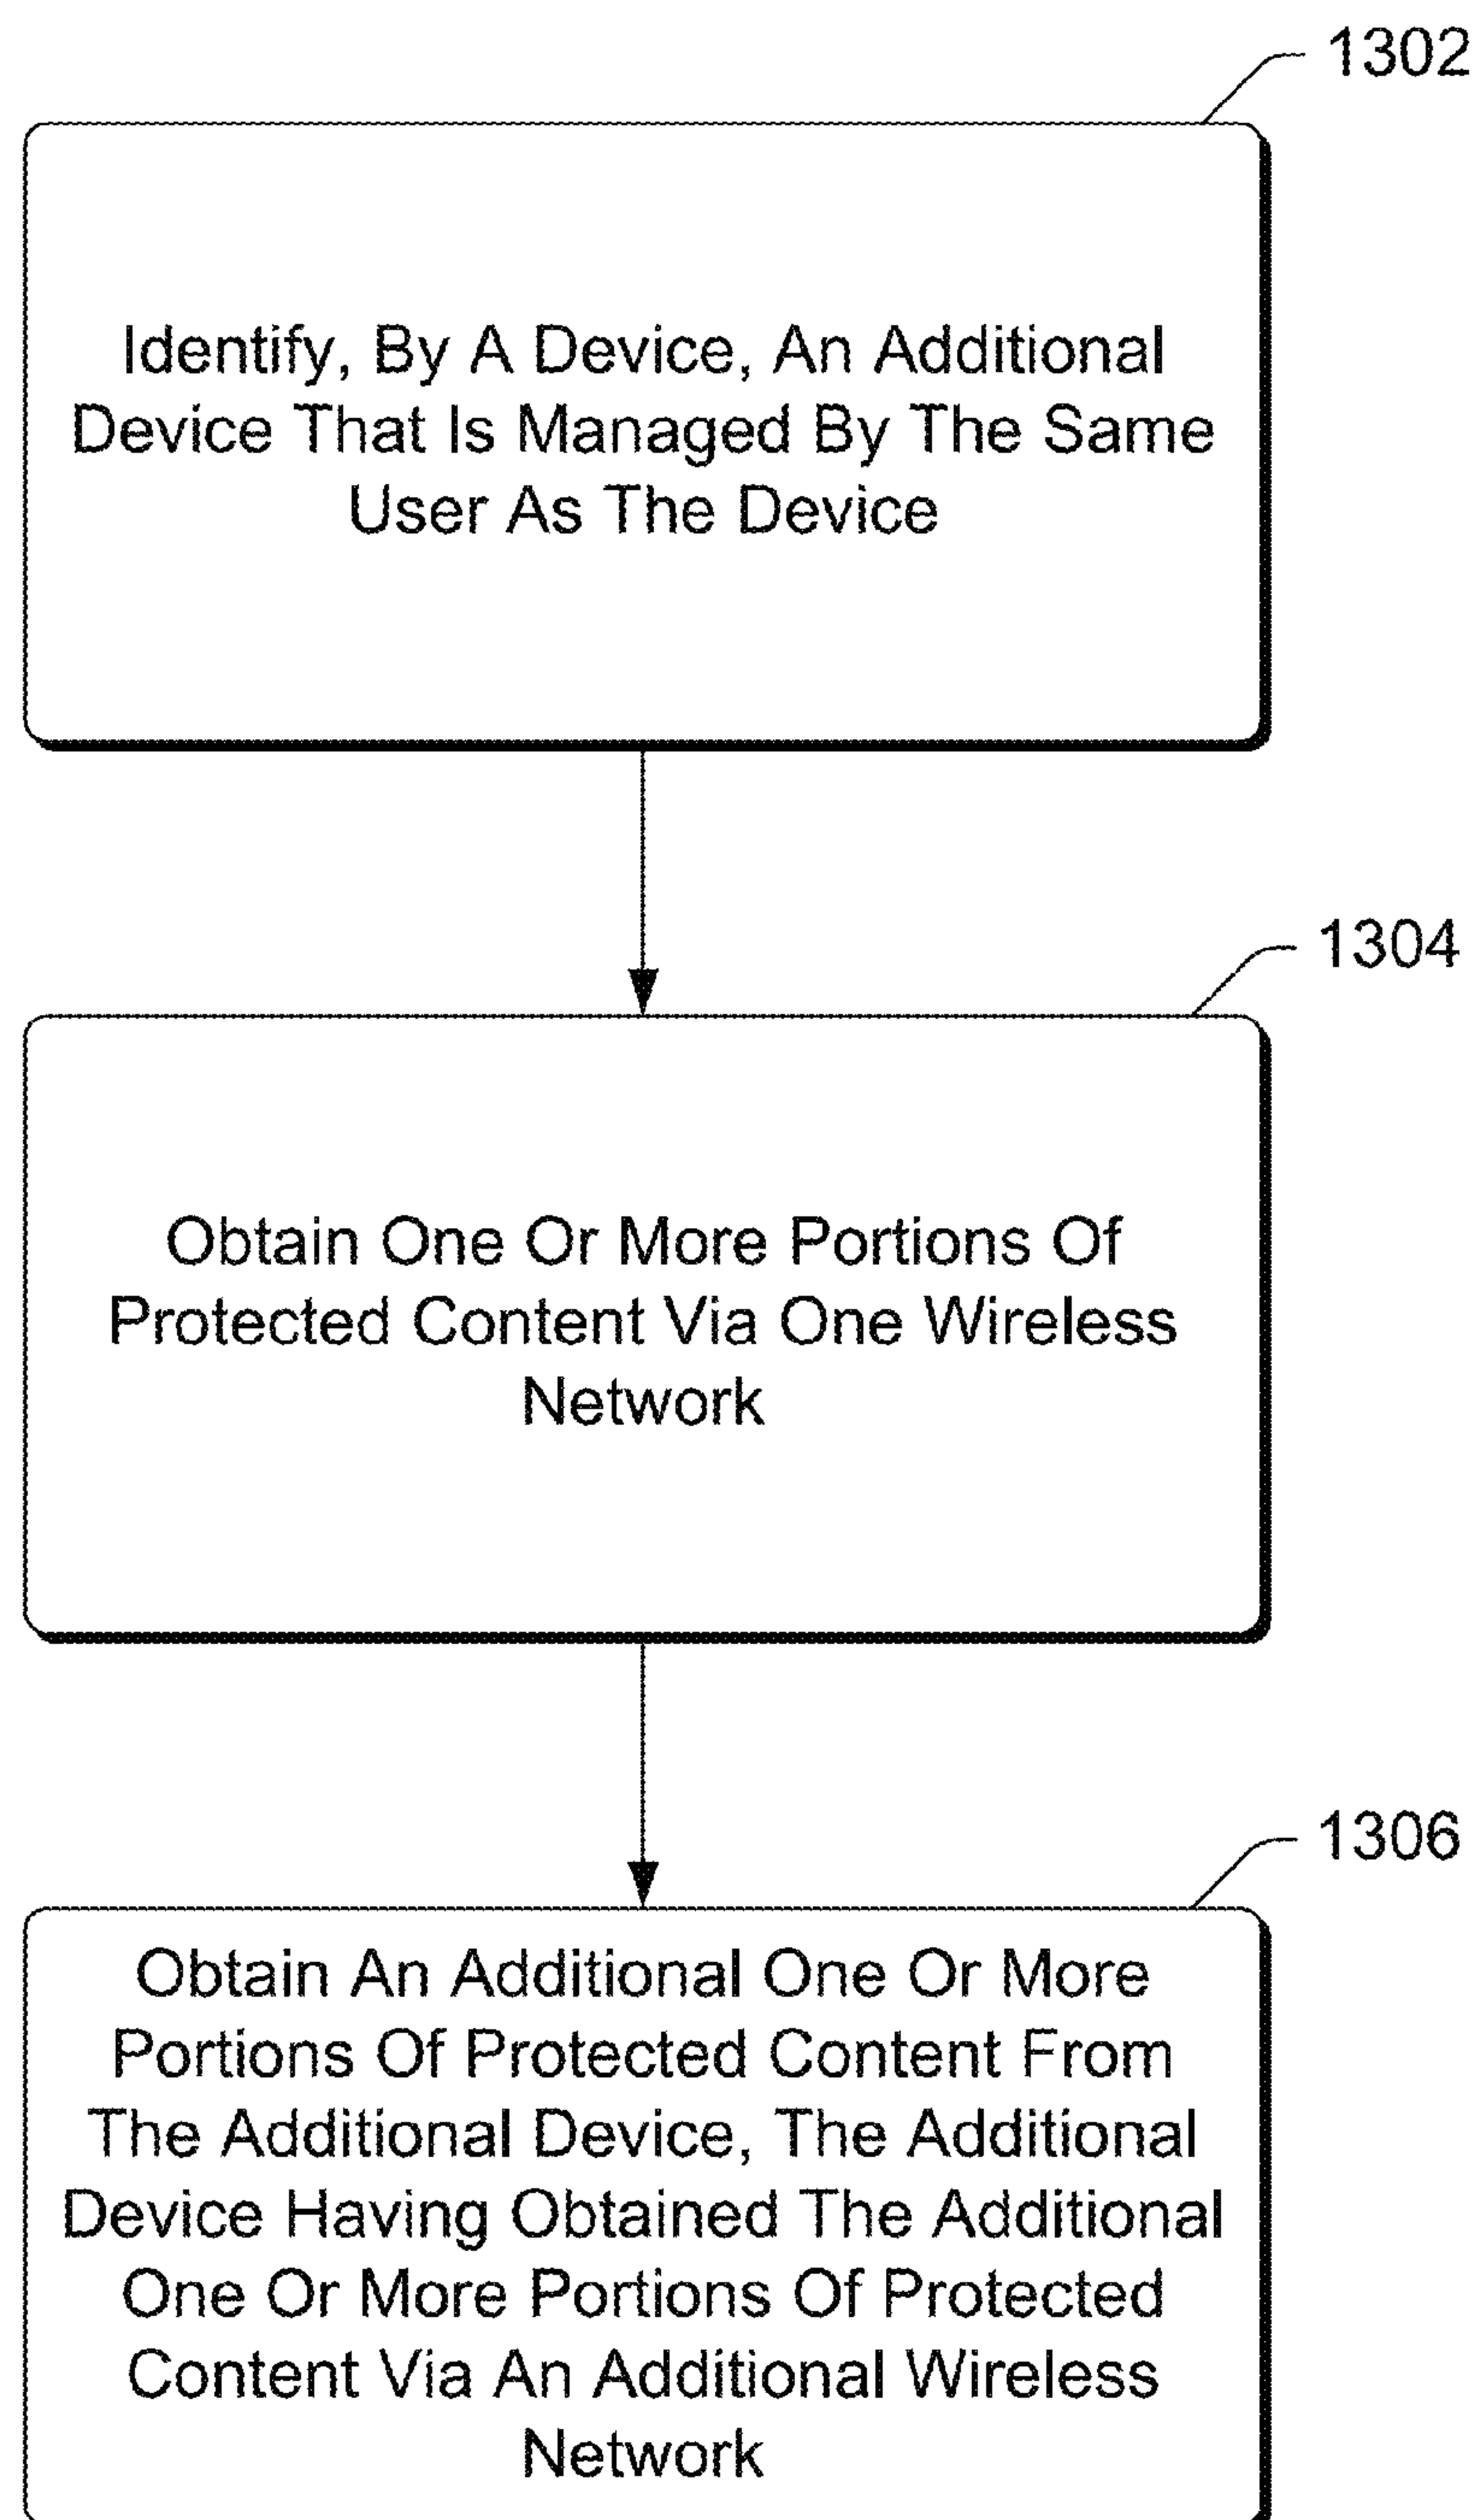 1302
Identify, By A Device, An Additional
Device That Is Managed By The Same
User As The Device
1304
Obtain One Or More Portions Of
Protected Content Via One Wireless
Network
1306
Obtain An Additional One Or More
Portions Of Protected Content From
The Additional Device, The Additional
Device Having Obtained The Additional
One Or More Portions Of Protected
Content Via An Additional Wireless
Network